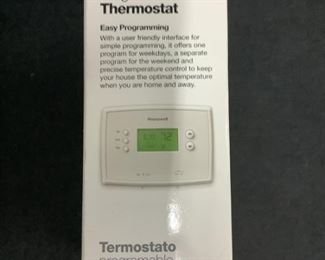 Thermostat
Easy Programming
With a user friendly interface for
simple programming, it offers one
program for weekdays, a separate
program for the weekend and
precise temperature control to keep
your house the optimal temperature
when you are home and away.
Honeywell
72
Termostato
programable